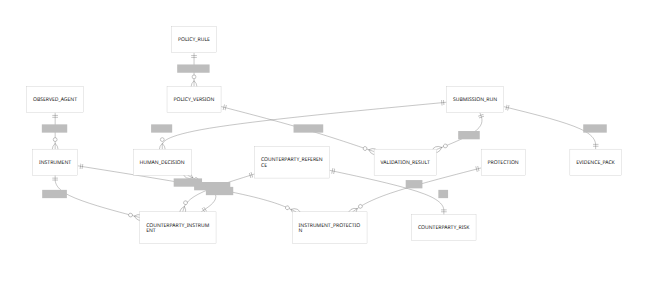 POLICY_RULE
OBSERVED_AGENT
POLICY_VERSION
SUBMISSION_RUN
INSTRUMENT
HUMAN_DECISION
COUNTERPARTY_REFEREN
CE
VALIDATION_RESULT
PROTECTION
EVIDENCE_PACK
COUNTERPARTY_INSTRUM
ENT
INSTRUMENT_PROTECTIO
N
COUNTERPARTY_RISK